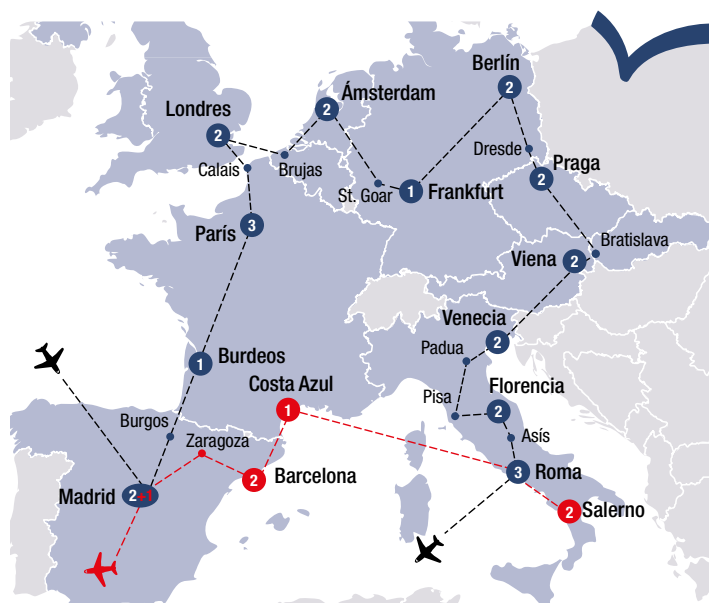 Berlín
2
Ámsterdam
2
Londres
2
Dresde
Praga
2
Calais
Brujas
St. Goar
1
Frankfurt
París
3
Bratislava
Viena
2
Venecia
2
Padua
1
Burdeos
Costa Azul
1
Pisa
Florencia
2
Burgos
Zaragoza
Asís
2
Barcelona
3
Roma
Madrid
2+1
2
Salerno